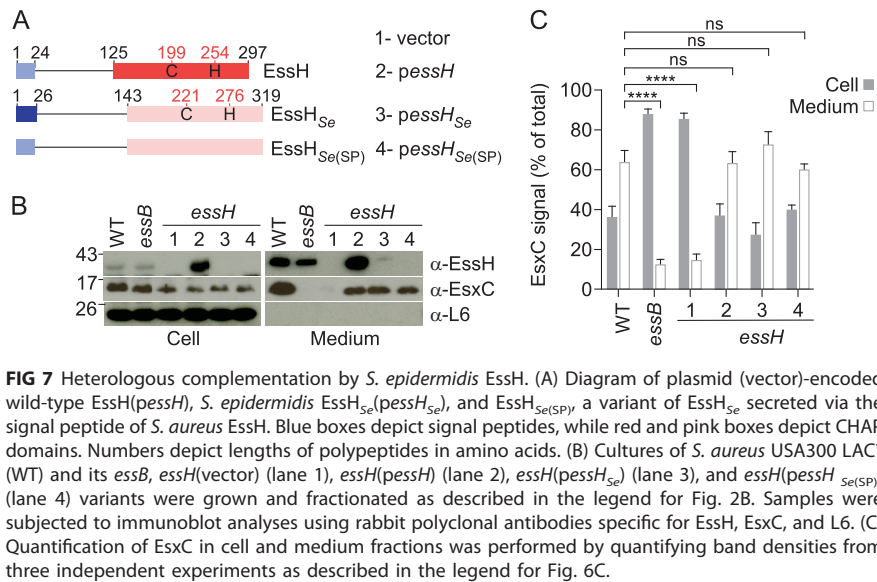 A
1 24 125 199 254 297
C H EssH
1 26 143 221 276 319
C H EssH_Se
EssH_Se(SP)
1- vector
2- pessH
3- pessH_Se
4- pessH_Se(SP)
B
WT essB essH 1 2 3 4
WT essB essH 1 2 3 4
43 α-EssH
17 α-EsxC
26 α-L6
Cell Medium
C
ns
ns
ns
****
****
Cell
Medium
EsxC signal (% of total)
100
80
60
40
20
0
WT essB 1 2 3 4
essH
FIG 7 Heterologous complementation by S. epidermidis EssH. (A) Diagram of plasmid (vector)-encoded
wild-type EssH(pessH), S. epidermidis EssH_Se(pessH_Se), and EssH_Se(SP), a variant of EssH_Se secreted via the
signal peptide of S. aureus EssH. Blue boxes depict signal peptides, while red and pink boxes depict CHAP
domains. Numbers depict lengths of polypeptides in amino acids. (B) Cultures of S. aureus USA300 LAC
(WT) and its essB, essH(vector) (lane 1), essH(pessH) (lane 2), essH(pessH_Se) (lane 3), and essH(pessH _Se(SP)
(lane 4) variants were grown and fractionated as described in the legend for Fig. 2B. Samples were
subjected to immunoblot analyses using rabbit polyclonal antibodies specific for EssH, EsxC, and L6. (C
Quantification of EsxC in cell and medium fractions was performed by quantifying band densities from
three independent experiments as described in the legend for Fig. 6C.